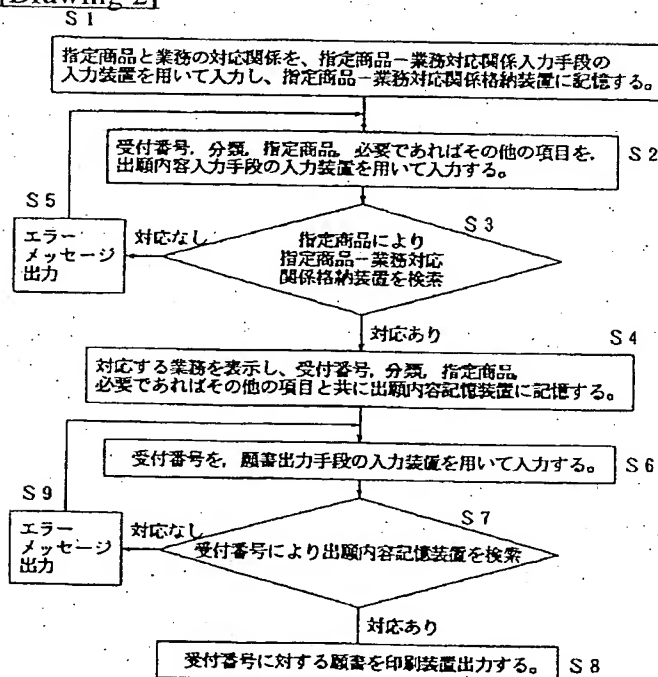 [Drawing 2]
S1
指定商品と業務の対応関係を、指定商品－業務対応関係入力手段の
入力装置を用いて入力し、指定商品－業務対応関係格納装置に記憶する。
受付番号、分類、指定商品、必要であればその他の項目を、
出願内容入力手段の入力装置を用いて入力する。
S2
S5
エラー
メッセージ
出力
対応なし
S3
指定商品により
指定商品－業務対応
関係格納装置を検索
対応あり
S4
対応する業務を表示し、受付番号、分類、指定商品、
必要であればその他の項目と共に出願内容記憶装置に記憶する。
受付番号を、願書出力手段の入力装置を用いて入力する。
S6
S9
エラー
メッセージ
出力
対応なし
S7
受付番号により出願内容記憶装置を検索
対応あり
受付番号に対する願書を印刷装置出力する。
S8